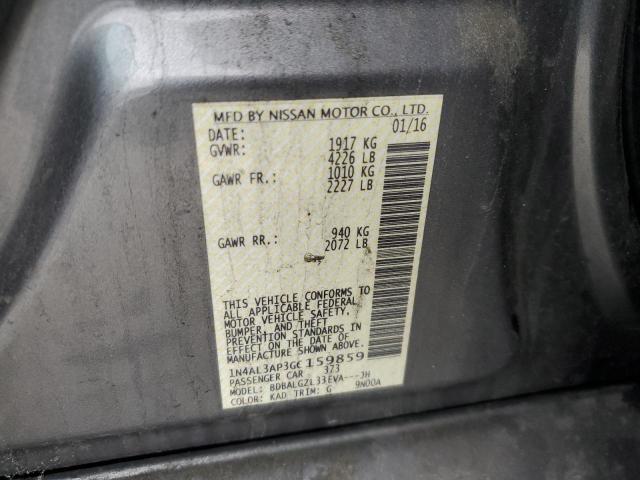 MFD BY NISSAN MOTOR CO., LTD.
DATE: 01/16
GVWR: 1917 KG
4226 LB
GAWR FR.: 1010 KG
2227 LB
GAWR RR.: 940 KG
2072 LB
THIS VEHICLE CONFORMS TO
ALL APPLICABLE FEDERAL
MOTOR VEHICLE SAFETY,
BUMPER, AND THEFT
PREVENTION STANDARDS IN
EFFECT ON THE DATE OF
MANUFACTURE SHOWN ABOVE.
1N4AL3AP3GC159859
PASSENGER CAR 373
MODEL: BDBALGZL33EVA---JH
COLOR: KAD TRIM: G 9N00A